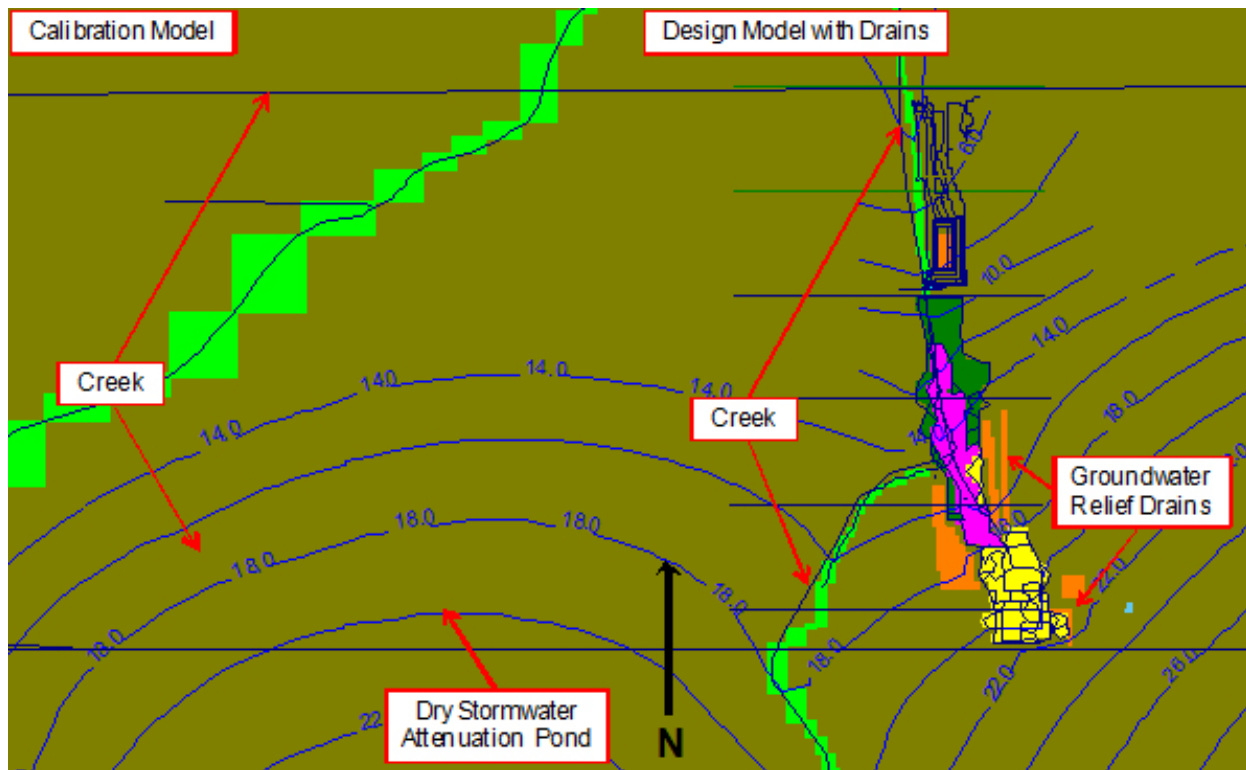 Calibration Model
Design Model with Drains
6.0
10.0
14.0
14.0
14.0
14.0
14.0
14.0
18.0
Creek
Creek
Groundwater
Relief Drains
18.0
18.0
18.0
18.0
18.0
18.0
22.0
22.0
26.0
22
Dry Stormwater
Attenuation Pond
N